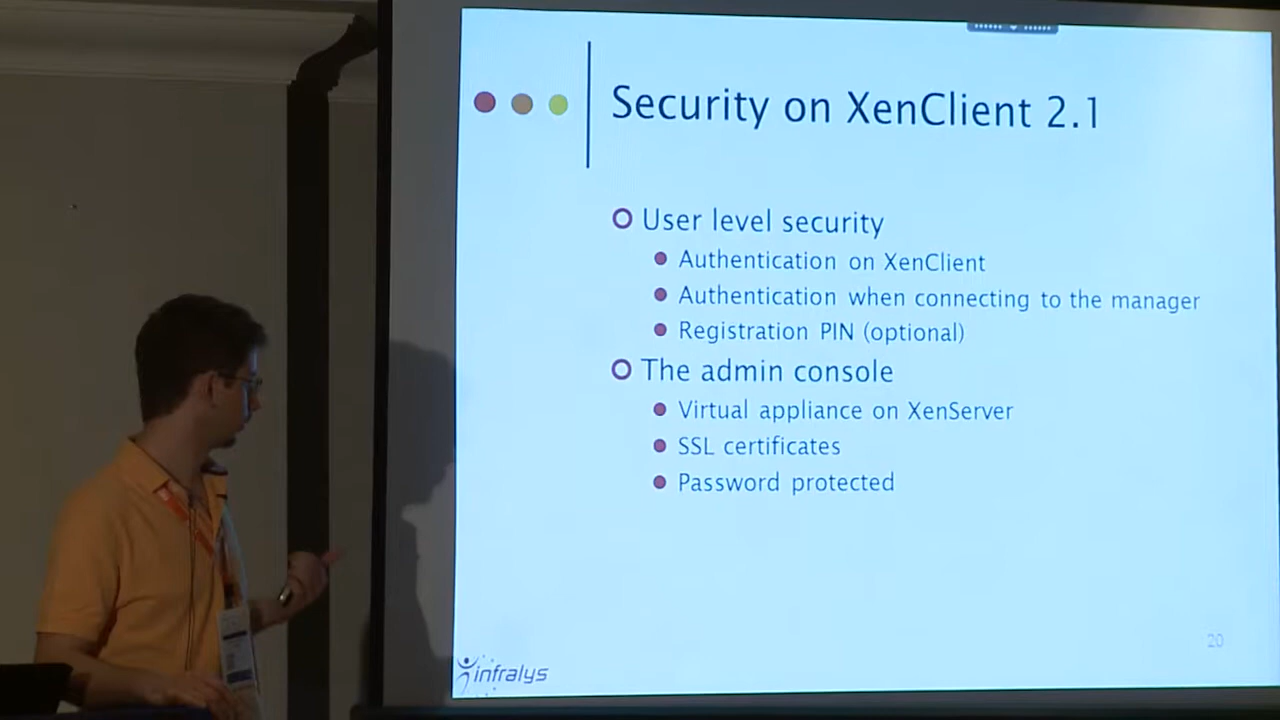 Security on XenClient 2.1
User level security
Authentication on XenClient
Authentication when connecting to the manager
Registration PIN (optional)
The admin console
Virtual appliance on XenServer
SSL certificates
Password protected
20
infralys